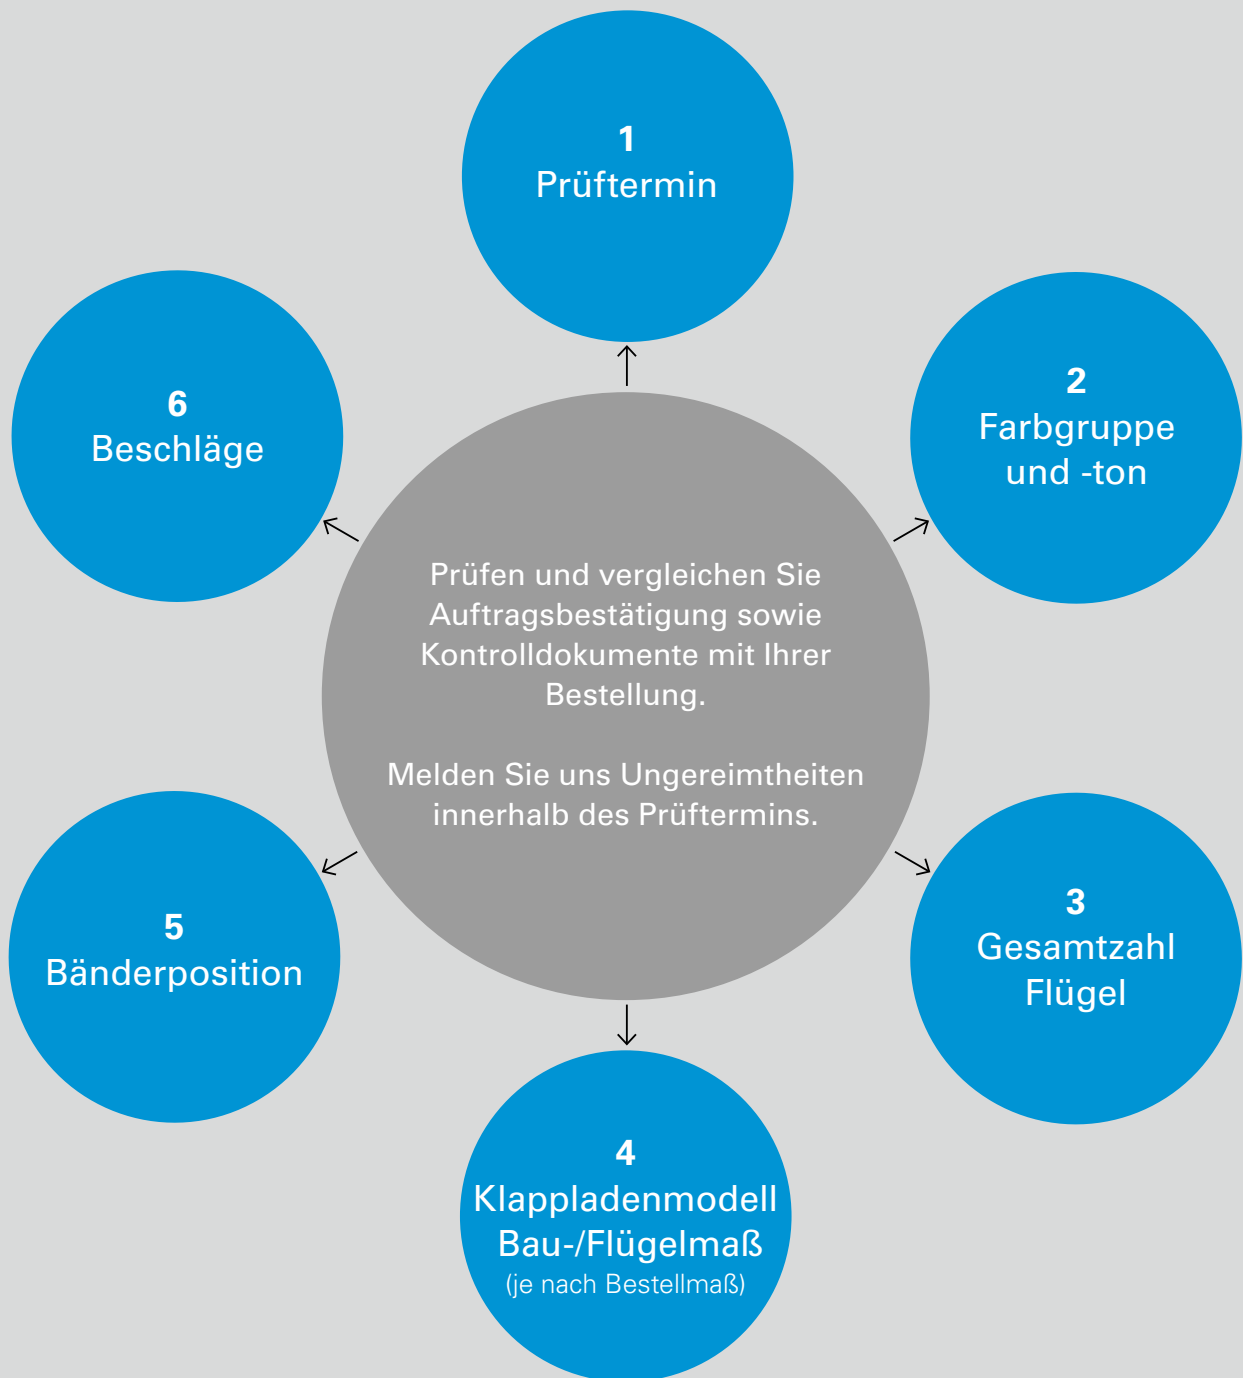 1
Prüftermin
2
Farbgruppe
und -ton
3
Gesamtzahl
Flügel
4
Klappladenmodell
Bau-/Flügelmaß
(je nach Bestellmaß)
5
Bänderposition
6
Beschläge
Prüfen und vergleichen Sie
Auftragsbestätigung sowie
Kontrolldokumente mit Ihrer
Bestellung.
Melden Sie uns Ungereimtheiten
innerhalb des Prüftermins.